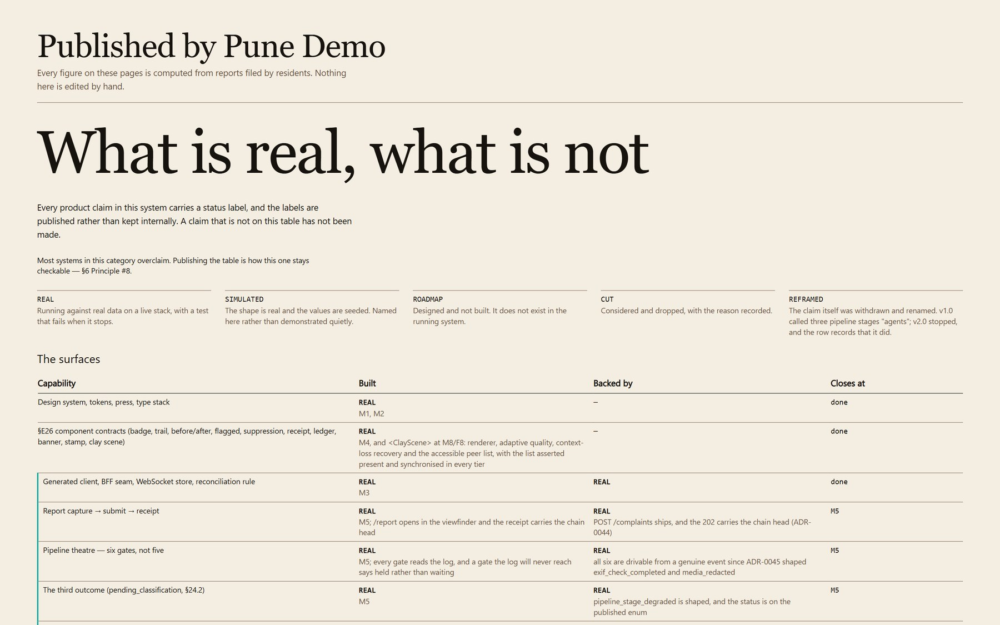 Published by Pune Demo
Every figure on these pages is computed from reports filed by residents. Nothing
here is edited by hand.
What is real, what is not
Every product claim in this system carries a status label, and the labels are
published rather than kept internally. A claim that is not on this table has not been
made.
Most systems in this category overclaim. Publishing the table is how this one stays
checkable — §6 Principle #8.
REAL
Running against real data on a live stack, with a test
that fails when it stops.
SIMULATED
The shape is real and the values are seeded. Named
here rather than demonstrated quietly.
ROADMAP
Designed and not built. It does not exist in the
running system.
CUT
Considered and dropped, with the reason recorded.
REFRAMED
The claim itself was withdrawn and renamed. v1.0
called three pipeline stages "agents"; v2.0 stopped,
and the row records that it did.
The surfaces
Capability Built Backed by Closes at
Design system, tokens, press, type stack
REAL
M1, M2
—
done
§E26 component contracts (badge, trail, before/after, flagged, suppression, receipt, ledger,
banner, stamp, clay scene)
REAL
M4, and <ClayScene> at M8/F8: renderer, adaptive quality, context-
loss recovery and the accessible peer list, with the list asserted
present and synchronised in every tier
—
done
Generated client, BFF seam, WebSocket store, reconciliation rule
REAL
M3
REAL
done
Report capture → submit → receipt
REAL
M5; /report opens in the viewfinder and the receipt carries the chain
head
REAL
POST /complaints ships, and the 202 carries the chain head (ADR-
0044)
M5
Pipeline theatre — six gates, not five
REAL
M5; every gate reads the log, and a gate the log will never reach
says held rather than waiting
REAL
all six are drivable from a genuine event since ADR-0045 shaped
exif_check_completed and media_redacted
M5
The third outcome (pending_classification, §24.2)
REAL
M5
REAL
pipeline_stage_degraded is shaped, and the status is on the
published enum
M5